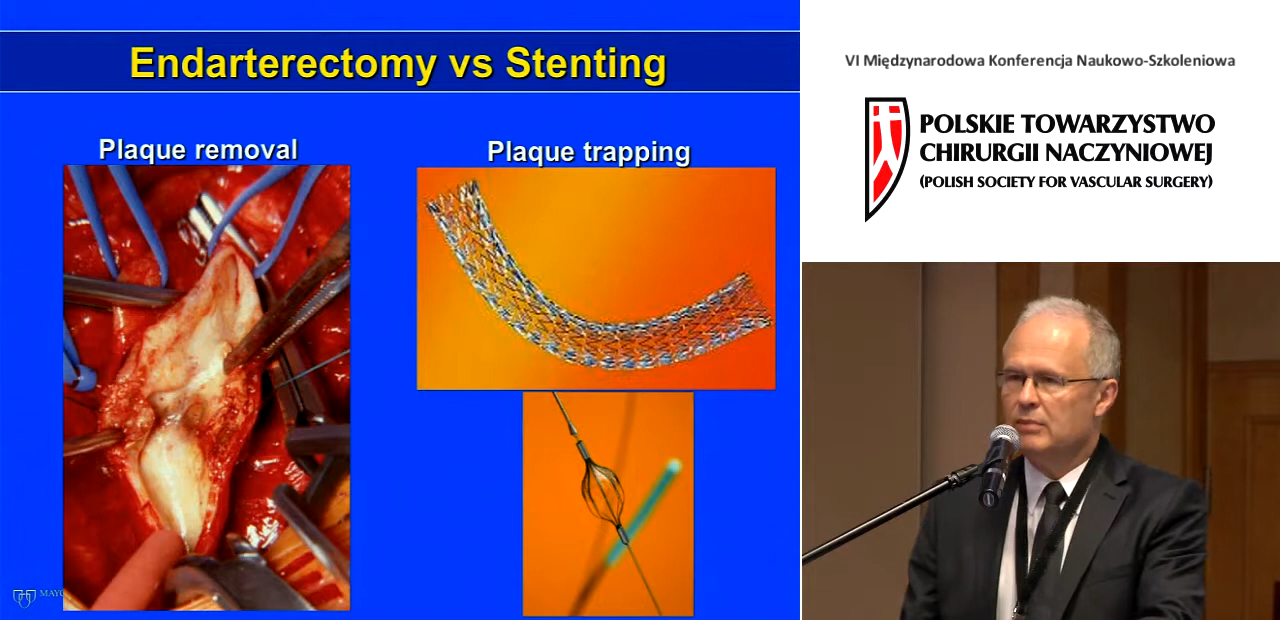 Endarterectomy vs Stenting
Plaque removal
Plaque trapping
VI Międzynarodowa Konferencja Naukowo-Szkoleniowa
POLSKIE TOWARZYSTWO
CHIRURGII NACZYNIOWEJ
(POLISH SOCIETY FOR VASCULAR SURGERY)